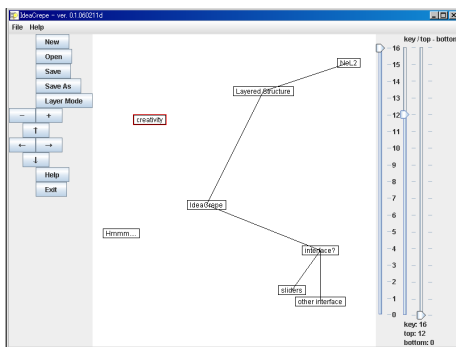 IdeaCrepe - ver. 01.060211d
File Help
New
Open
Save
Save As
Layer Mode
- +
↑
← →
↓
Help
Exit
NeL2
Layered Structure
creativity
IdeaCrepe
Hmmm...
interface?
sliders
other interface
key / top - bottom
16
15
14
13
12
11
10
9
8
7
6
5
4
3
2
1
0
key: 16
top: 12
bottom: 0